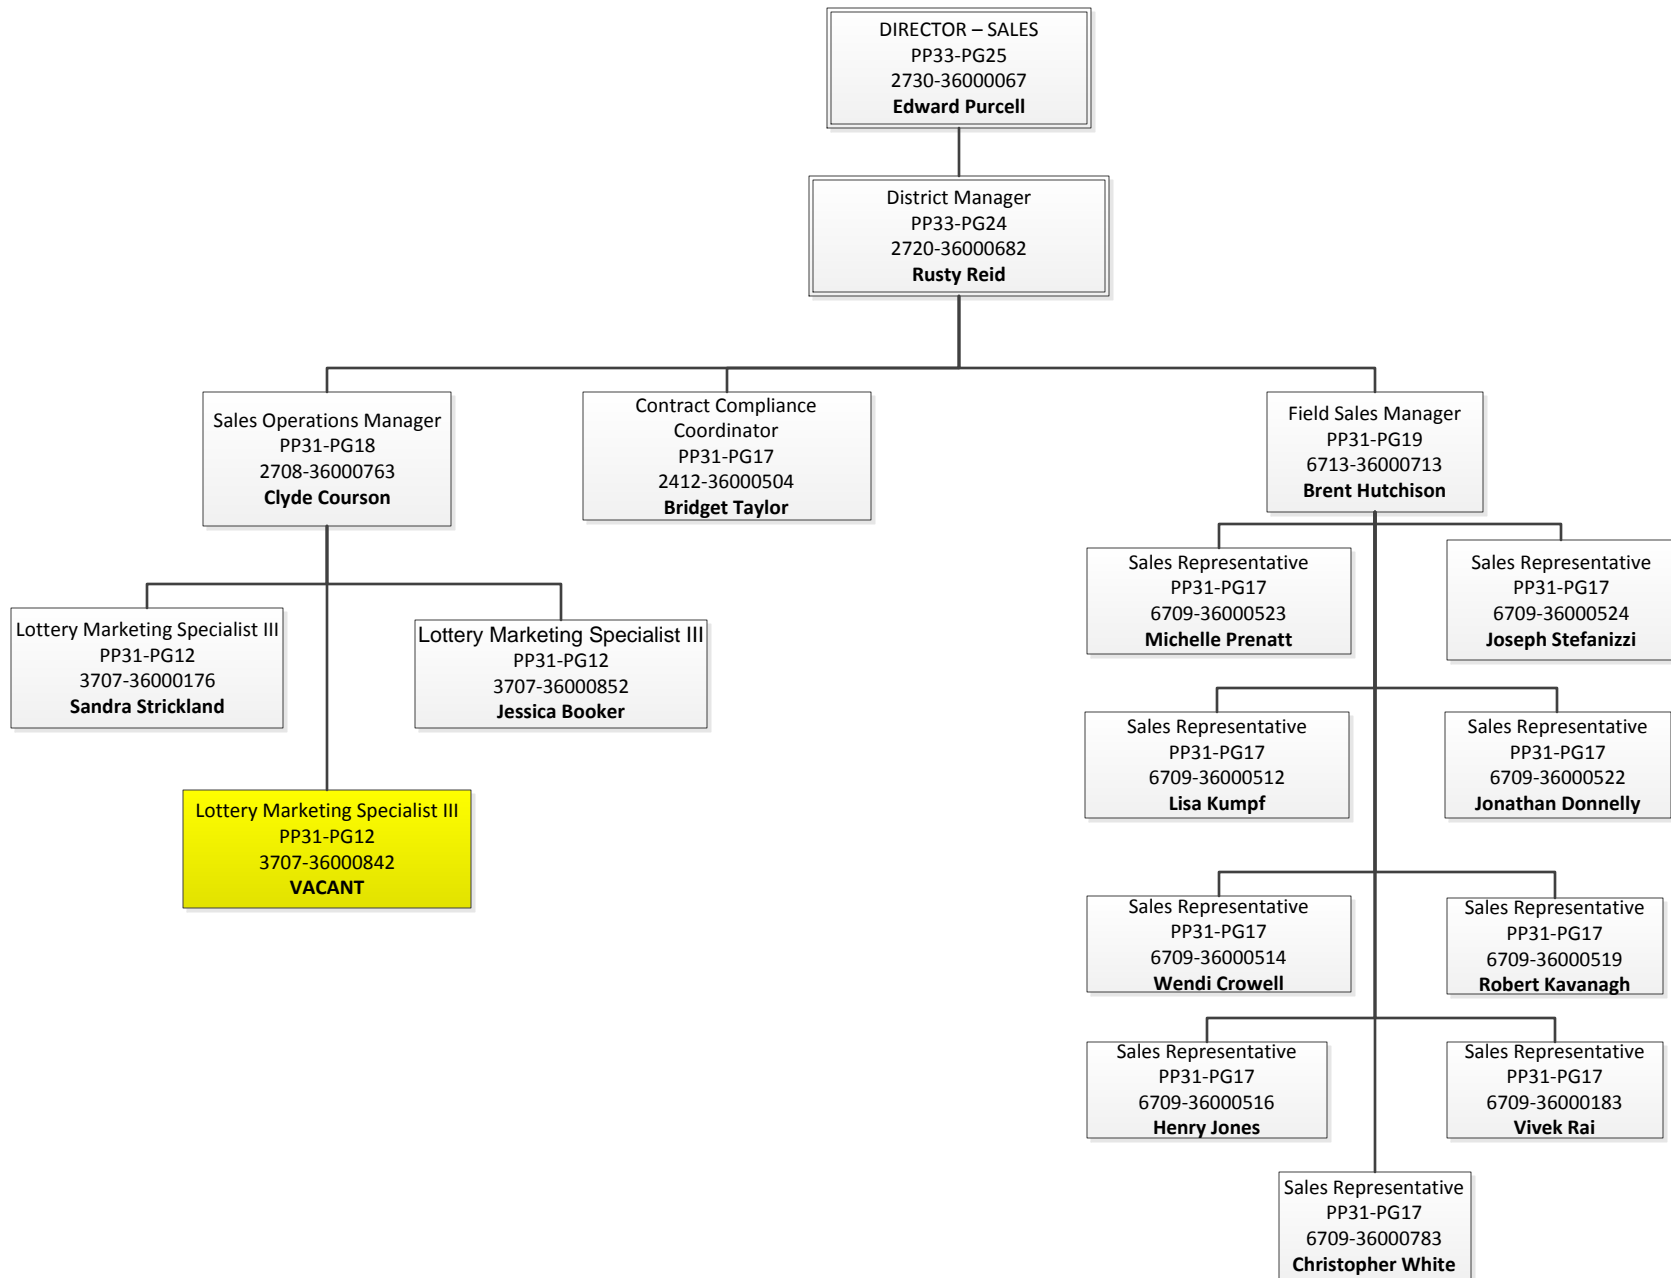 DIRECTOR – SALES
PP33-PG25
2730-36000067
Edward Purcell
District Manager
PP33-PG24
2720-36000682
Rusty Reid
Sales Operations Manager
PP31-PG18
2708-36000763
Clyde Courson
Contract Compliance
Coordinator
PP31-PG17
2412-36000504
Bridget Taylor
Field Sales Manager
PP31-PG19
6713-36000713
Brent Hutchison
Lottery Marketing Specialist III
PP31-PG12
3707-36000176
Sandra Strickland
Lottery Marketing Specialist III
PP31-PG12
3707-36000852
Jessica Booker
Lottery Marketing Specialist III
PP31-PG12
3707-36000842
VACANT
Sales Representative
PP31-PG17
6709-36000523
Michelle Prenatt
Sales Representative
PP31-PG17
6709-36000524
Joseph Stefanizzi
Sales Representative
PP31-PG17
6709-36000512
Lisa Kumpf
Sales Representative
PP31-PG17
6709-36000522
Jonathan Donnelly
Sales Representative
PP31-PG17
6709-36000514
Wendi Crowell
Sales Representative
PP31-PG17
6709-36000519
Robert Kavanagh
Sales Representative
PP31-PG17
6709-36000516
Henry Jones
Sales Representative
PP31-PG17
6709-36000183
Vivek Rai
Sales Representative
PP31-PG17
6709-36000783
Christopher White